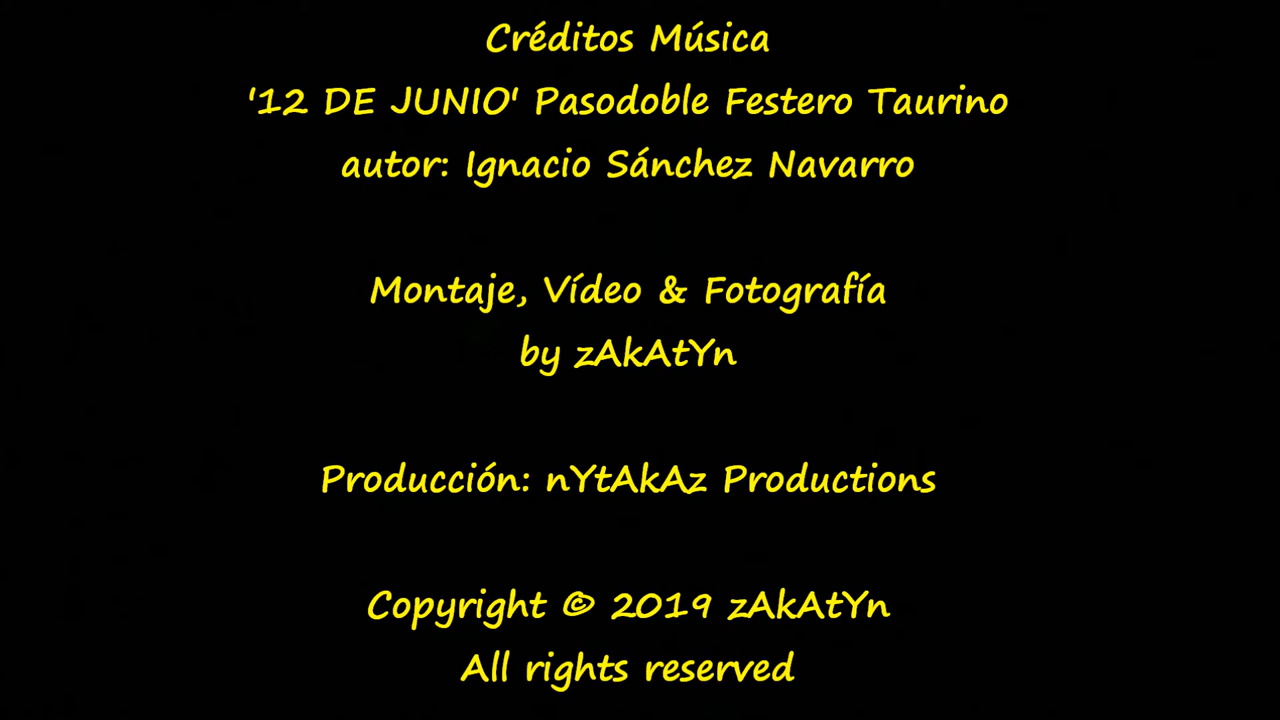 Créditos Música
'12 DE JUNIO' Pasodoble Festero Taurino
autor: Ignacio Sánchez Navarro
Montaje, Vídeo & Fotografía
by zAkAtYn
Producción: nYtAkAz Productions
Copyright © 2019 zAkAtYn
All rights reserved